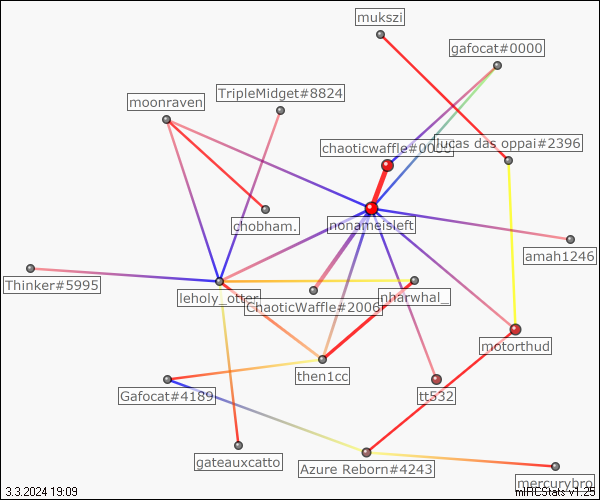 mukszi
gafocat#0000
TripleMidget#8824
moonraven
lucas das oppai#2396
chaoticwaffle#0000
chobham.
nonameisleft
amah1246
Thinker#5995
leholy_otter
nharwhal_
ChaoticWaffle#2006
motorthud
then1cc
Gafocat#4189
tt532
gateauxcatto
Azure Reborn#4243
mercurybro
3.3.2024 19:09
mIRCStats v1.25